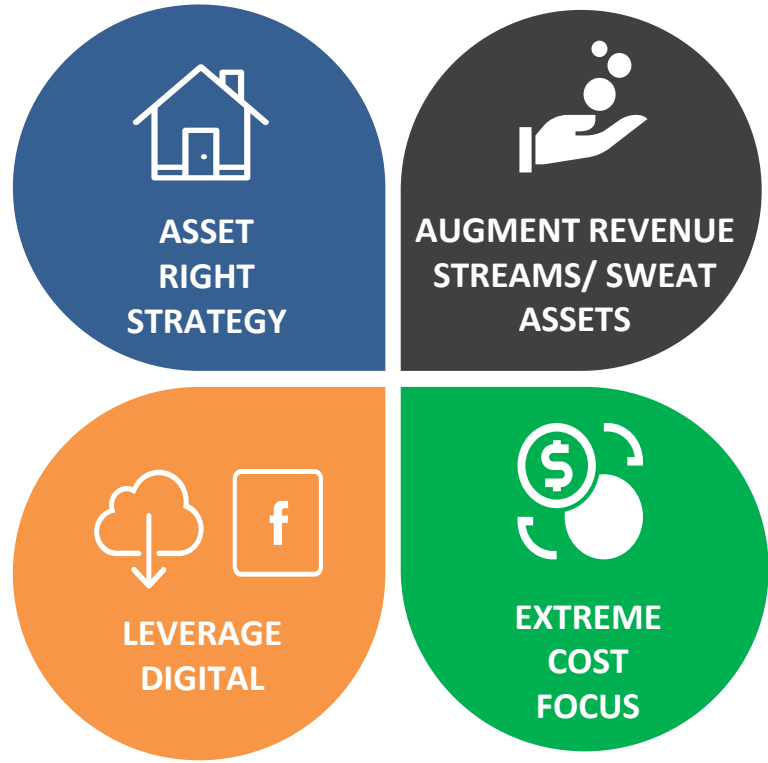 ASSET
RIGHT
STRATEGY
AUGMENT REVENUE
STREAMS/ SWEAT
ASSETS
f
LEVERAGE
DIGITAL
$
EXTREME
COST
FOCUS